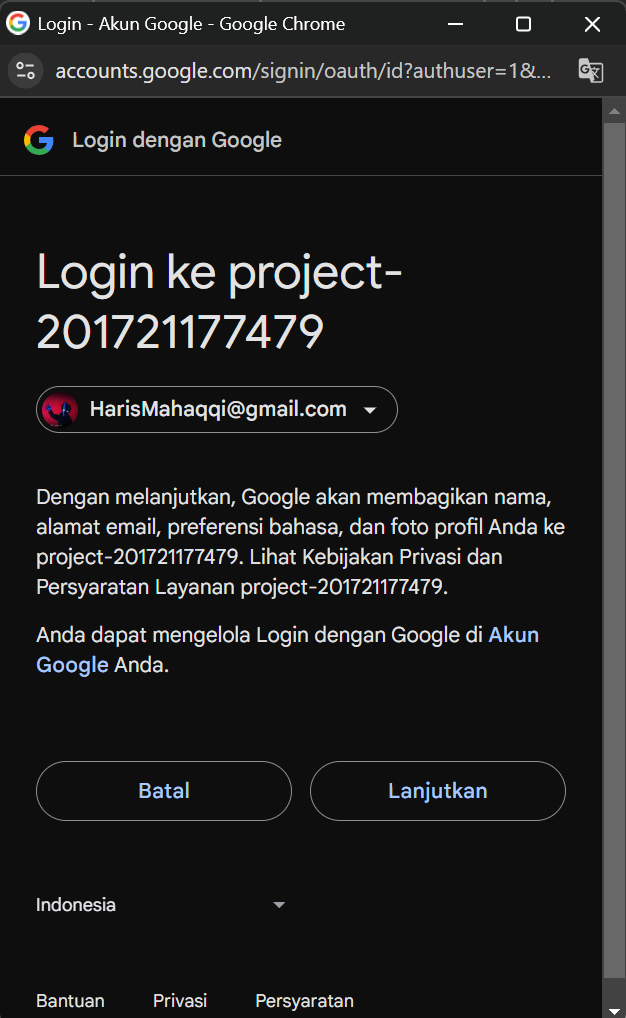 Login - Akun Google - Google Chrome
accounts.google.com/signin/oauth/id?authuser=1&...
Login dengan Google
Login ke project-
201721177479
HarisMahaqqi@gmail.com
Dengan melanjutkan, Google akan membagikan nama,
alamat email, preferensi bahasa, dan foto profil Anda ke
project-201721177479. Lihat Kebijakan Privasi dan
Persyaratan Layanan project-201721177479.
Anda dapat mengelola Login dengan Google di Akun
Google Anda.
Batal
Lanjutkan
Indonesia
Bantuan
Privasi
Persyaratan